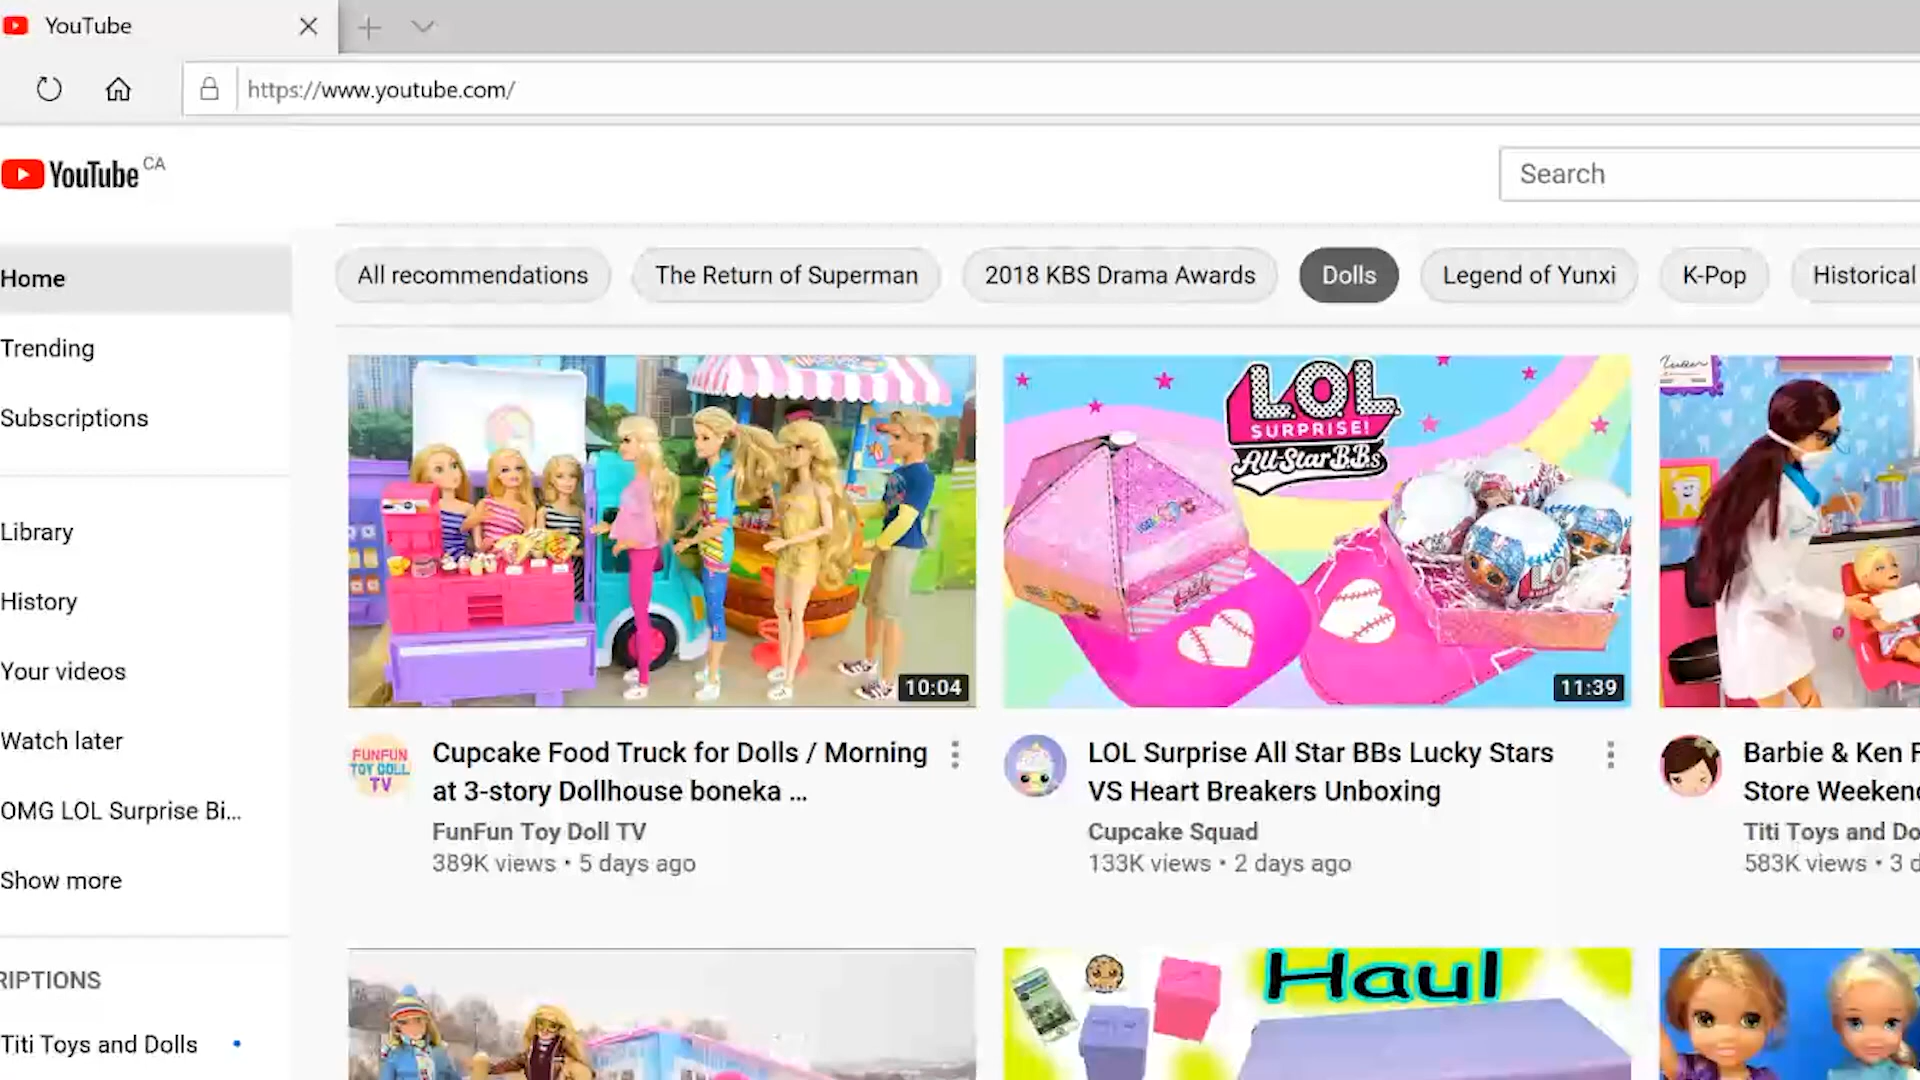 YouTube
https://www.youtube.com/
YouTube CA
Search
Home
Trending
Subscriptions
Library
History
Your videos
Watch later
OMG LOL Surprise Bi...
Show more
RIPTIONS
Titi Toys and Dolls
All recommendations
The Return of Superman
2018 KBS Drama Awards
Dolls
Legend of Yunxi
K-Pop
Historical
10:04
LOL
SURPRISE!
All-Star B.B.s
LOL
11:39
FUNFUN
TOY DOLL
TV
Cupcake Food Truck for Dolls / Morning
at 3-story Dollhouse boneka ...
FunFun Toy Doll TV
389K views • 5 days ago
LOL Surprise All Star BBs Lucky Stars
VS Heart Breakers Unboxing
Cupcake Squad
133K views • 2 days ago
Barbie & Ken F
Store Weeken
Titi Toys and Do
583K views • 3 d
Haul